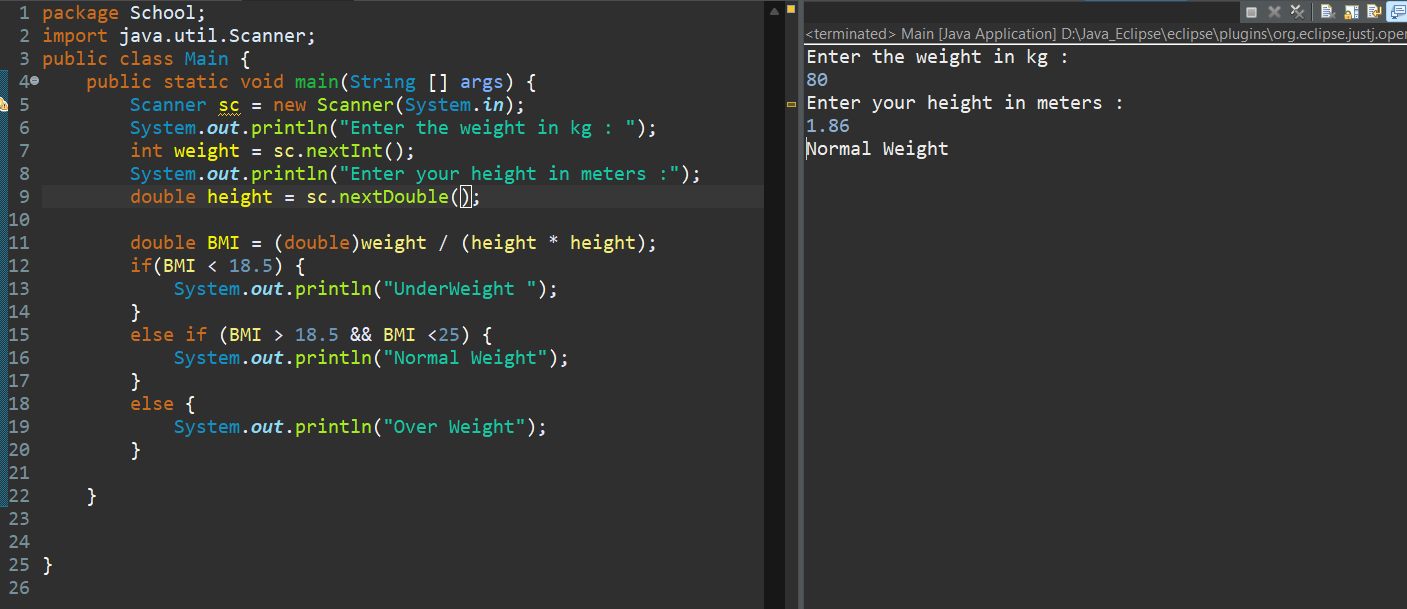 1 package School;
2 import java.util.Scanner;
3 public class Main {
4 public static void main(String [] args) {
5 Scanner sc = new Scanner(System.in);
6 System.out.println("Enter the weight in kg : ");
7 int weight = sc.nextInt();
8 System.out.println("Enter your height in meters :");
9 double height = sc.nextDouble();
10
11 double BMI = (double)weight / (height * height);
12 if(BMI < 18.5) {
13 System.out.println("UnderWeight ");
14 }
15 else if (BMI > 18.5 && BMI <25) {
16 System.out.println("Normal Weight");
17 }
18 else {
19 System.out.println("Over Weight");
20 }
21
22 }
23
24
25 }
26
<terminated> Main [Java Application] D:\Java_Eclipse\eclipse\plugins\org.eclipse.justj.oper
Enter the weight in kg :
80
Enter your height in meters :
1.86
Normal Weight